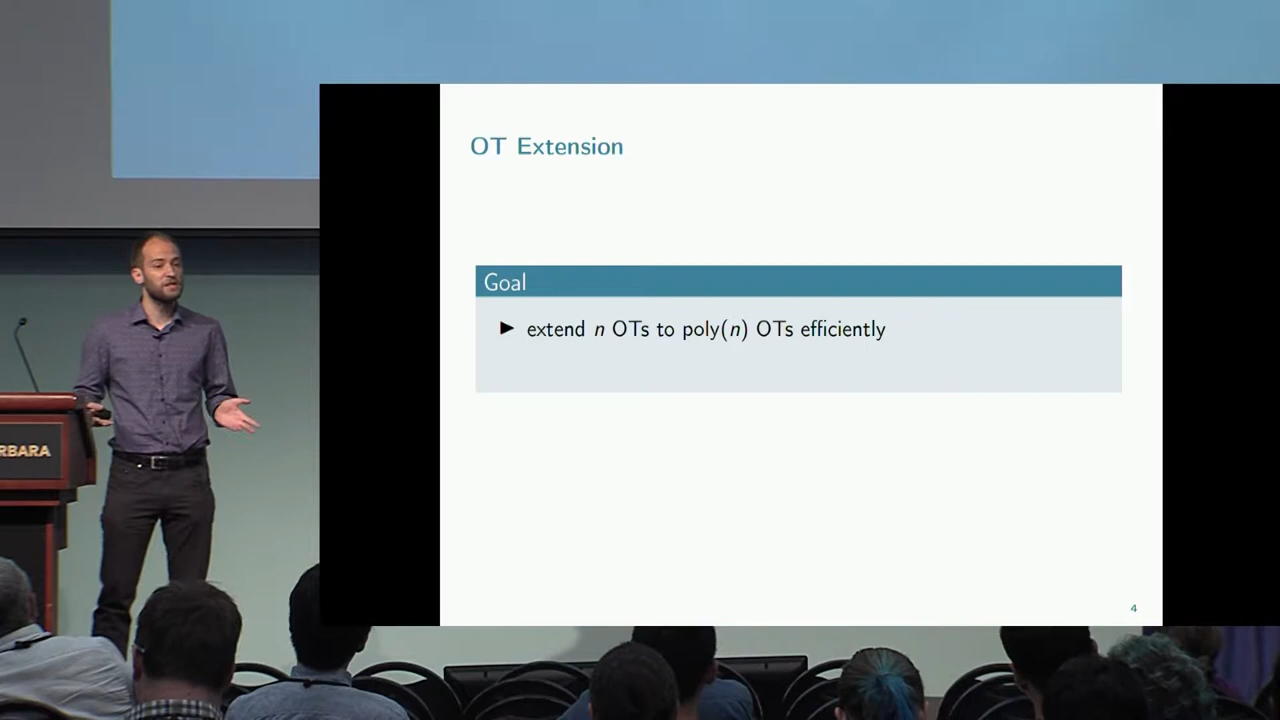 OT Extension
Goal
▶ extend n OTs to poly(n) OTs efficiently
4
RBARA